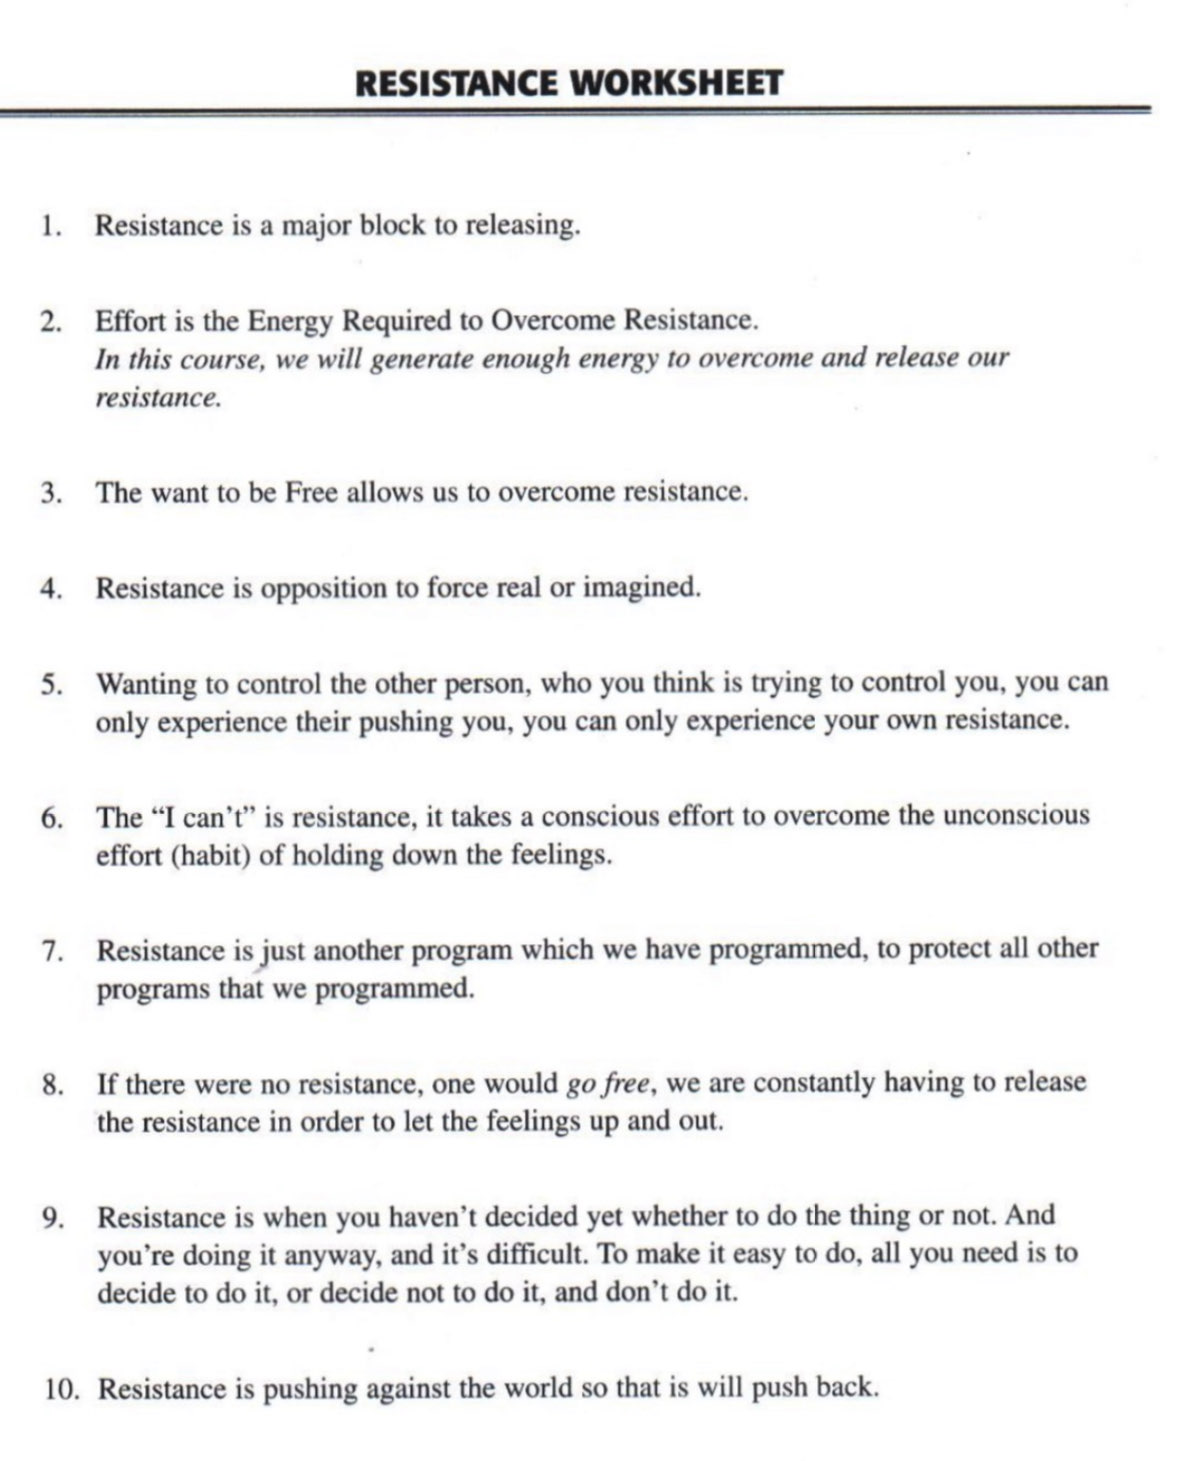 RESISTANCE WORKSHEET
1. Resistance is a major block to releasing.
2. Effort is the Energy Required to Overcome Resistance.
In this course, we will generate enough energy to overcome and release our
resistance.
3. The want to be Free allows us to overcome resistance.
4. Resistance is opposition to force real or imagined.
5. Wanting to control the other person, who you think is trying to control you, you can
only experience their pushing you, you can only experience your own resistance.
6. The “I can’t” is resistance, it takes a conscious effort to overcome the unconscious
effort (habit) of holding down the feelings.
7. Resistance is just another program which we have programmed, to protect all other
programs that we programmed.
8. If there were no resistance, one would go free, we are constantly having to release
the resistance in order to let the feelings up and out.
9. Resistance is when you haven’t decided yet whether to do the thing or not. And
you’re doing it anyway, and it’s difficult. To make it easy to do, all you need is to
decide to do it, or decide not to do it, and don’t do it.
10. Resistance is pushing against the world so that is will push back.